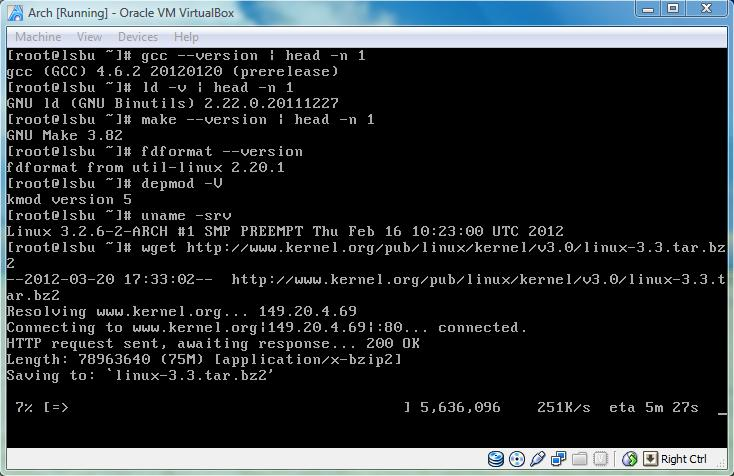 Arch [Running] - Oracle VM VirtualBox
Machine View Devices Help
[root@lsbu ~]# gcc --version | head -n 1
gcc (GCC) 4.6.2 20120120 (prerelease)
[root@lsbu ~]# ld -v | head -n 1
GNU ld (GNU Binutils) 2.22.0.20111227
[root@lsbu ~]# make --version | head -n 1
GNU Make 3.82
[root@lsbu ~]# fdformat --version
fdformat from util-linux 2.20.1
[root@lsbu ~]# depmod -V
kmod version 5
[root@lsbu ~]# uname -srv
Linux 3.2.6-2-ARCH #1 SMP PREEMPT Thu Feb 16 10:23:00 UTC 2012
[root@lsbu ~]# wget http://www.kernel.org/pub/linux/kernel/v3.0/linux-3.3.tar.bz
2
--2012-03-20 17:33:02--  http://www.kernel.org/pub/linux/kernel/v3.0/linux-3.3.t
ar.bz2
Resolving www.kernel.org... 149.20.4.69
Connecting to www.kernel.org|149.20.4.69|:80... connected.
HTTP request sent, awaiting response... 200 OK
Length: 78963640 (75M) [application/x-bzip2]
Saving to: `linux-3.3.tar.bz2'
7% [=> ] 5,636,096 251K/s eta 5m 27s _
Right Ctrl